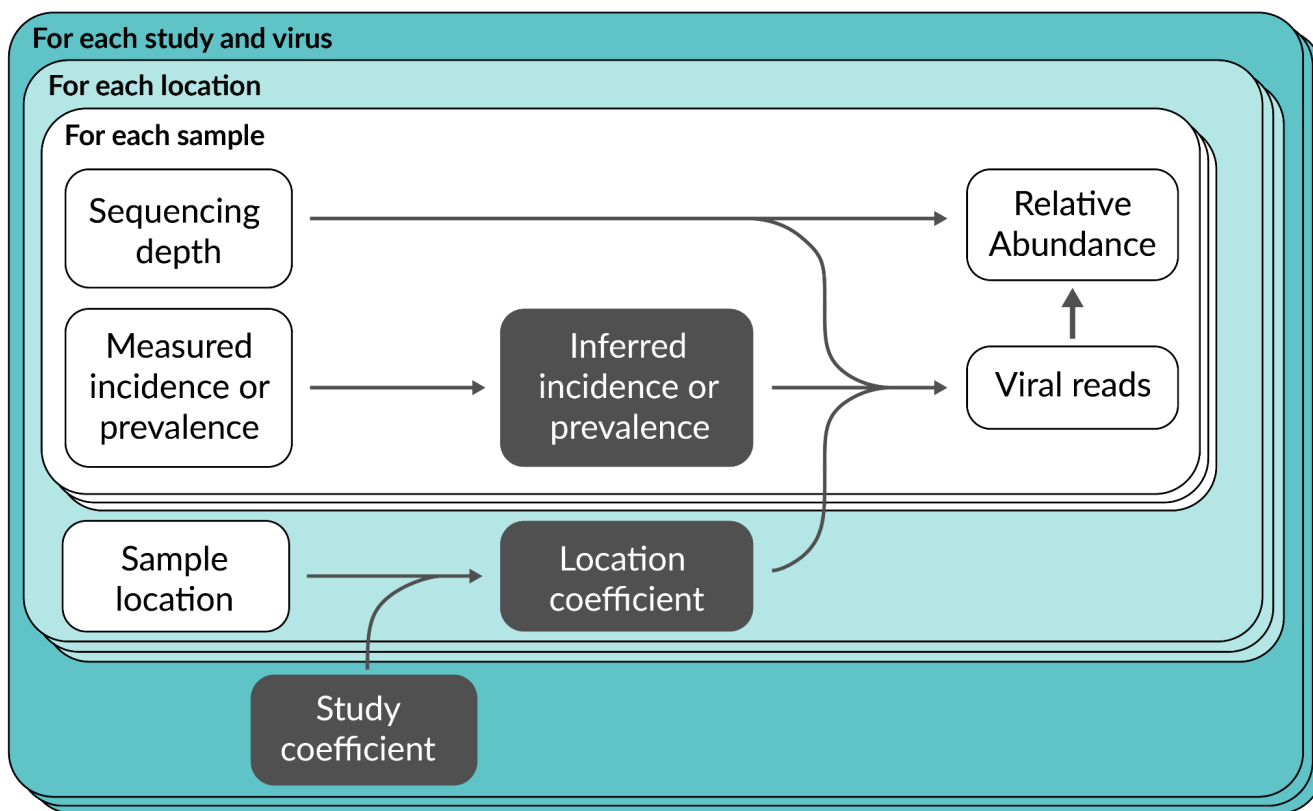 For each study and virus
For each location
For each sample
Sequencing
depth
Relative
Abundance
Measured
incidence or
prevalence
Inferred
incidence or
prevalence
Viral reads
Sample
location
Location
coefficient
Study
coefficient